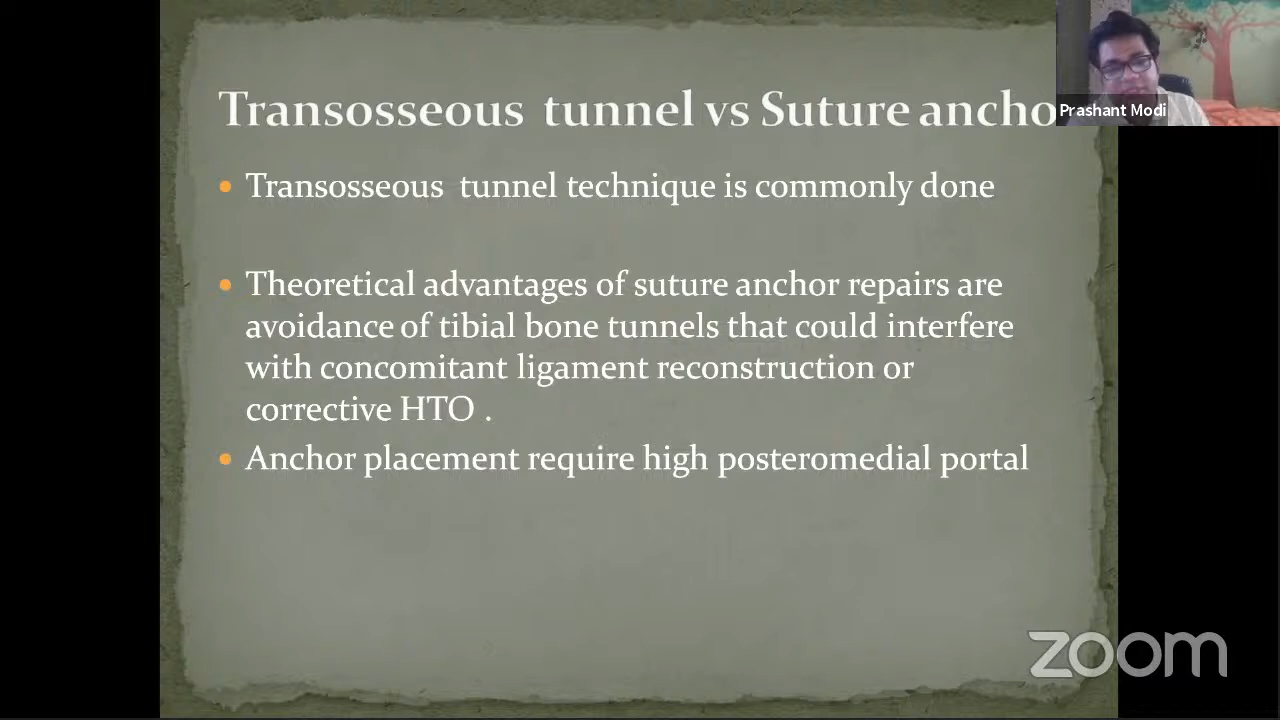 Transosseous tunnel vs Suture ancho
Prashant Modi
• Transosseous tunnel technique is commonly done
• Theoretical advantages of suture anchor repairs are
avoidance of tibial bone tunnels that could interfere
with concomitant ligament reconstruction or
corrective HTO .
• Anchor placement require high posteromedial portal
zoom